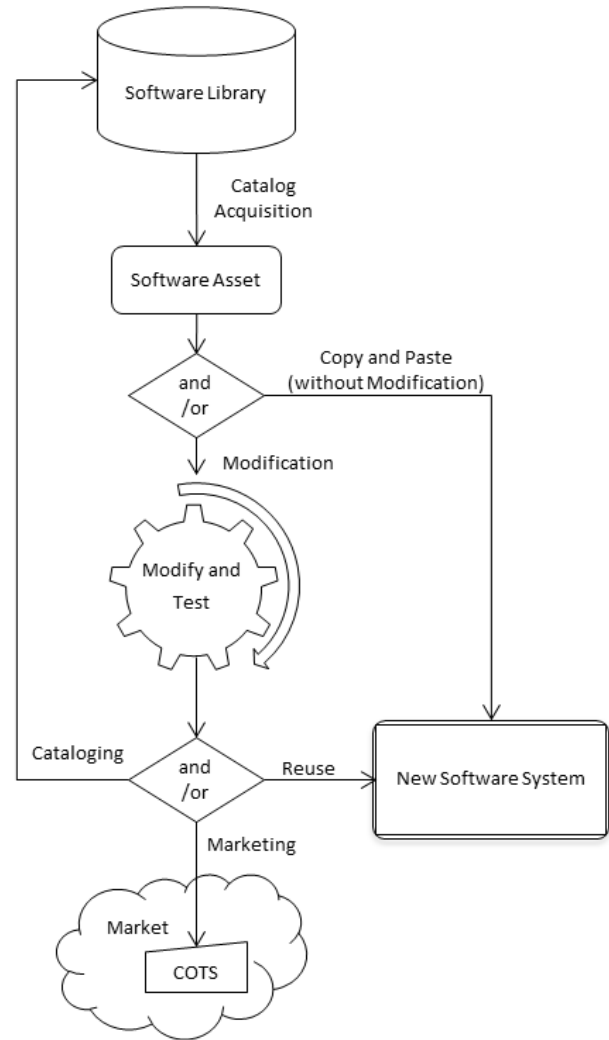 Software Library
Catalog
Acquisition
Software Asset
Copy and Paste
(without Modification)
and
/or
Modification
Modify and
Test
Cataloging
and
/or
Reuse
New Software System
Marketing
Market
COTS